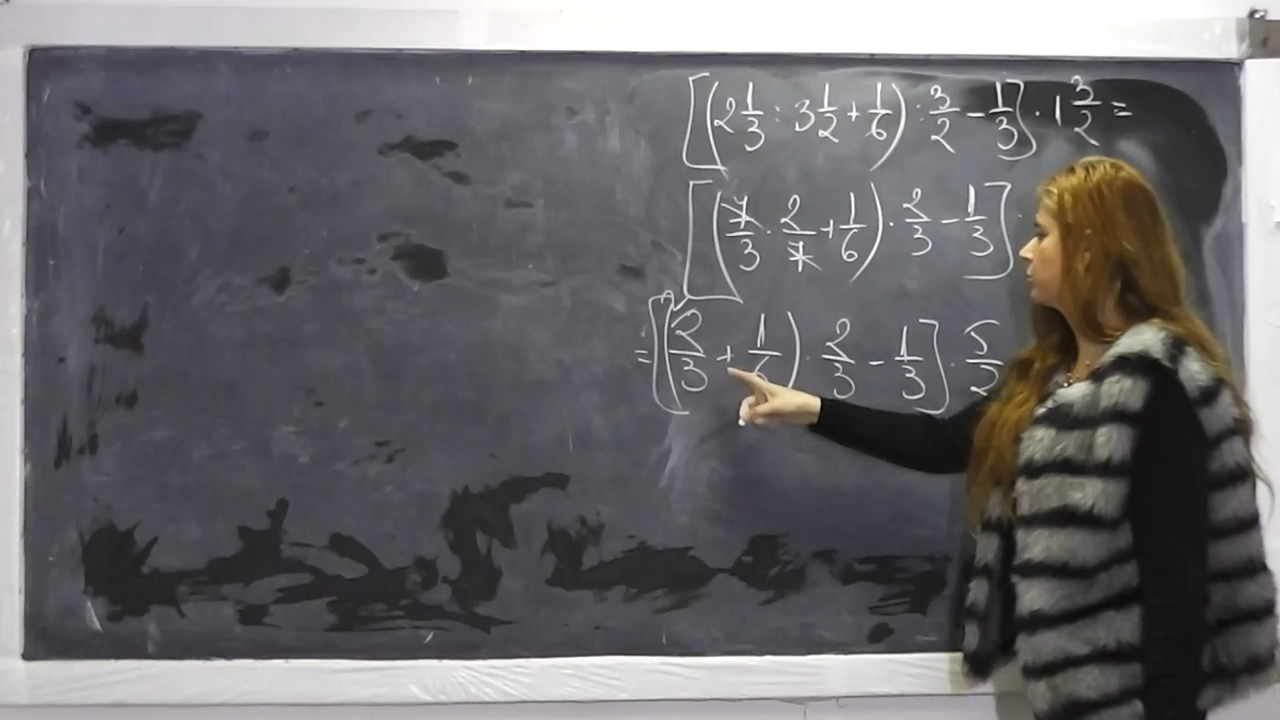 [(2 1/3 : 3 1/2 + 1/6) : 3/2 - 1/3] · 1 3/2 =
[(7/3 · 2/7 + 1/6) · 2/3 - 1/3] ·
= [(2/3 + 1/6) · 2/3 - 1/3] · 5/2